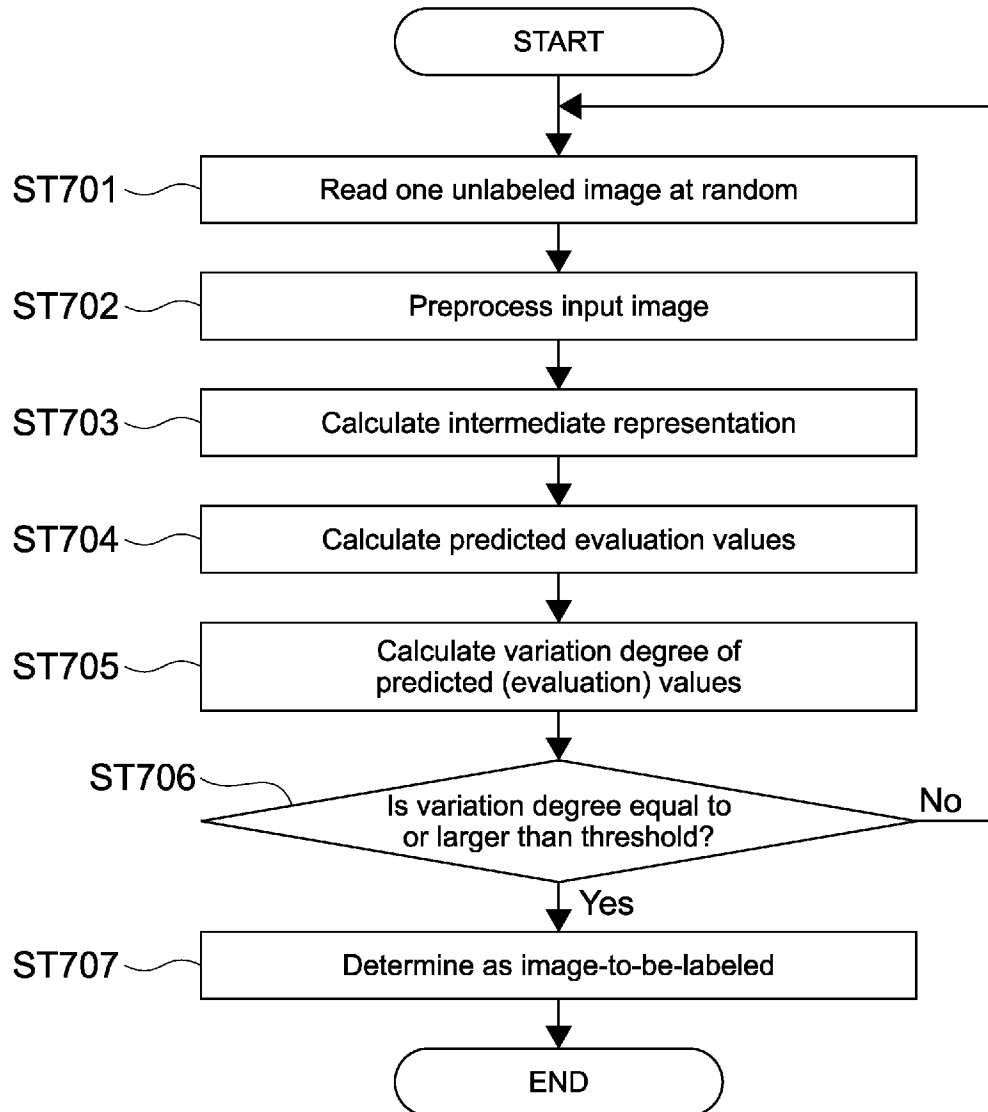 START
ST701
Read one unlabeled image at random
ST702
Preprocess input image
ST703
Calculate intermediate representation
ST704
Calculate predicted evaluation values
ST705
Calculate variation degree of
predicted (evaluation) values
ST706
Is variation degree equal to
or larger than threshold?
No
Yes
ST707
Determine as image-to-be-labeled
END